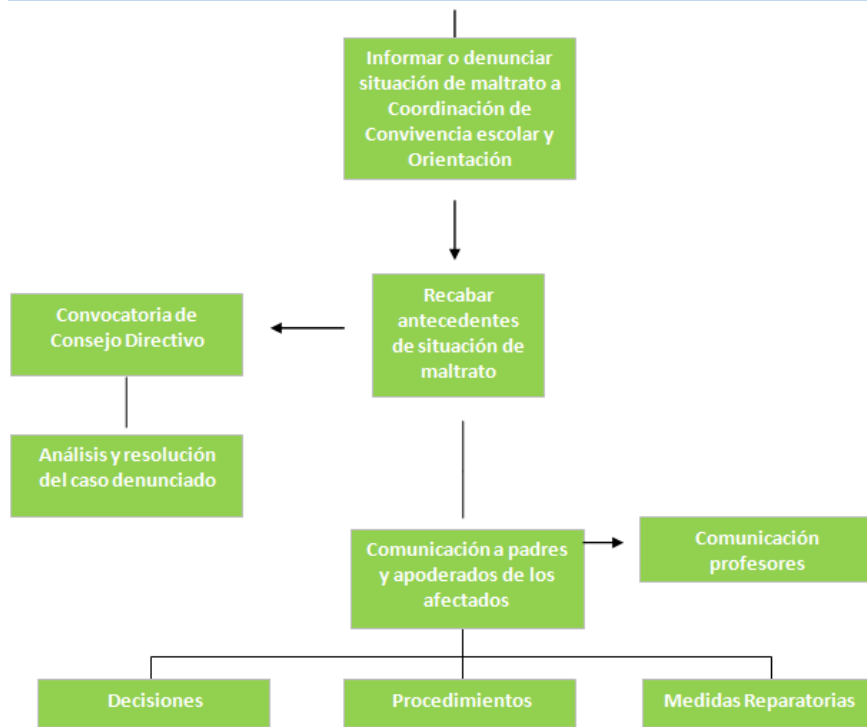 Informar o denunciar
situación de maltrato a
Coordinación de
Convivencia escolar y
Orientación
Recabar
antecedentes
de situación de
maltrato
Convocatoria de
Consejo Directivo
Análisis y resolución
del caso denunciado
Comunicación a padres
y apoderados de los
afectados
Comunicación
profesores
Decisiones
Procedimientos
Medidas Reparatorias